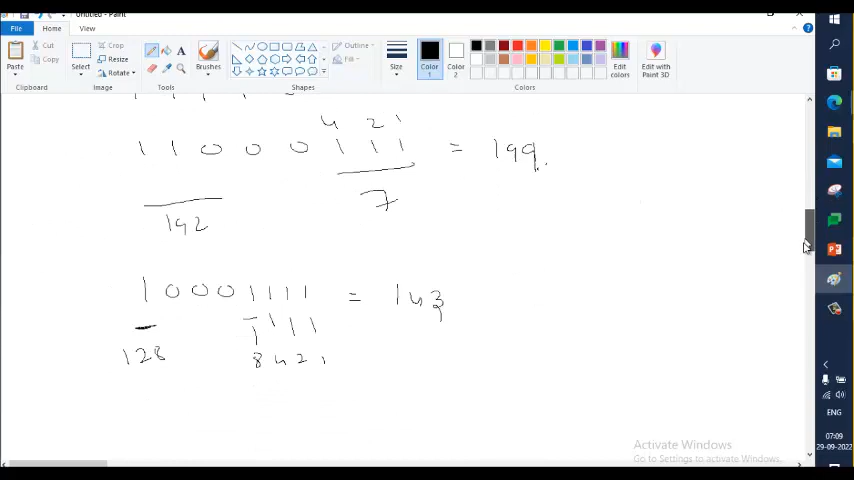 Untitled - Paint
File Home View
Paste Cut Copy Select Crop Resize Rotate Brushes Outline Fill Size Color 1 Color 2 Edit colors Edit with Paint 3D
Clipboard Image Tools Shapes Colors
4 2 1
1 1 0 0 0 1 1 1 = 199.
192 7
1 0 0 0 1 1 1 1 = 143
1 1 1 1
128 8 4 2 1
Activate Windows
Go to Settings to activate Windows.
ENG
07:09
29-09-2022